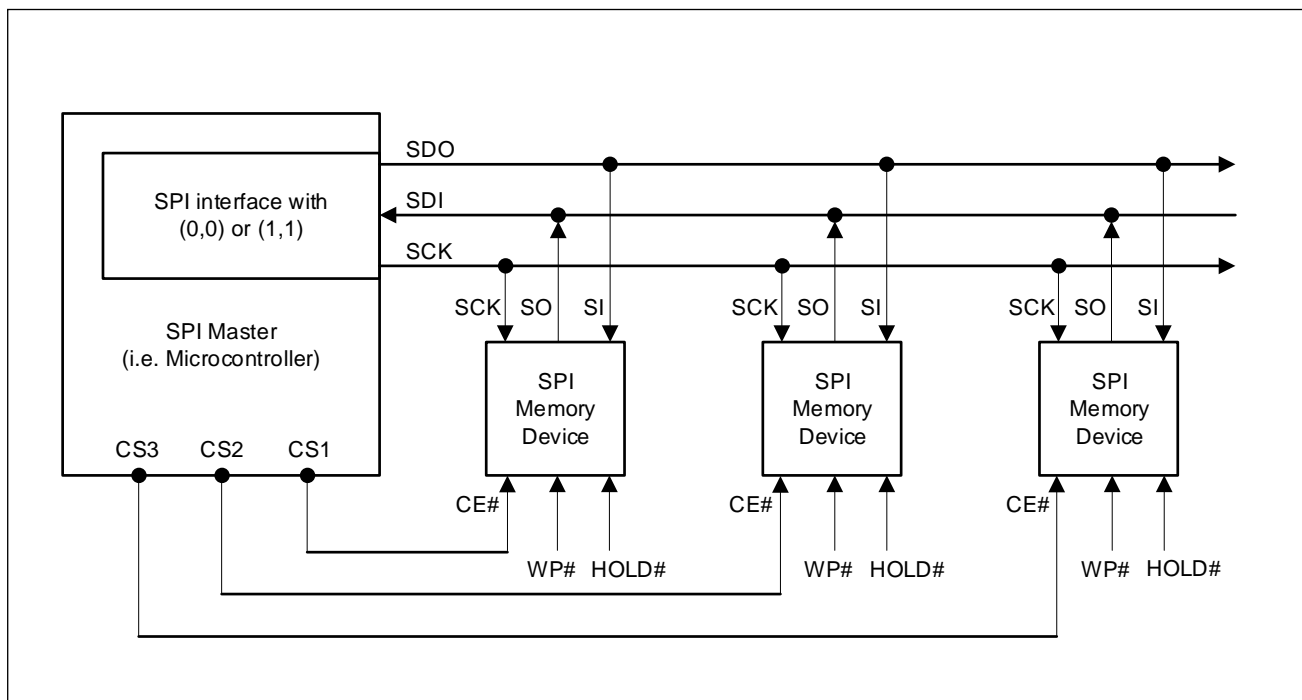 SDO
SPI interface with
(0,0) or (1,1)
SDI
SCK
SPI Master
(i.e. Microcontroller)
SCK SO SI
SCK SO SI
SCK SO SI
SPI
Memory
Device
SPI
Memory
Device
SPI
Memory
Device
CS3 CS2 CS1
CE#
CE#
CE#
WP# HOLD#
WP# HOLD#
WP# HOLD#